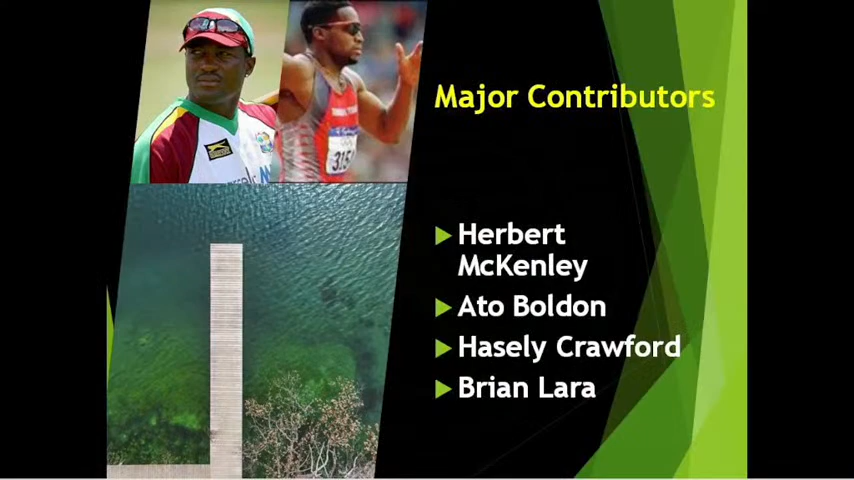 Major Contributors
Herbert
McKenley
Ato Boldon
Hasely Crawford
Brian Lara